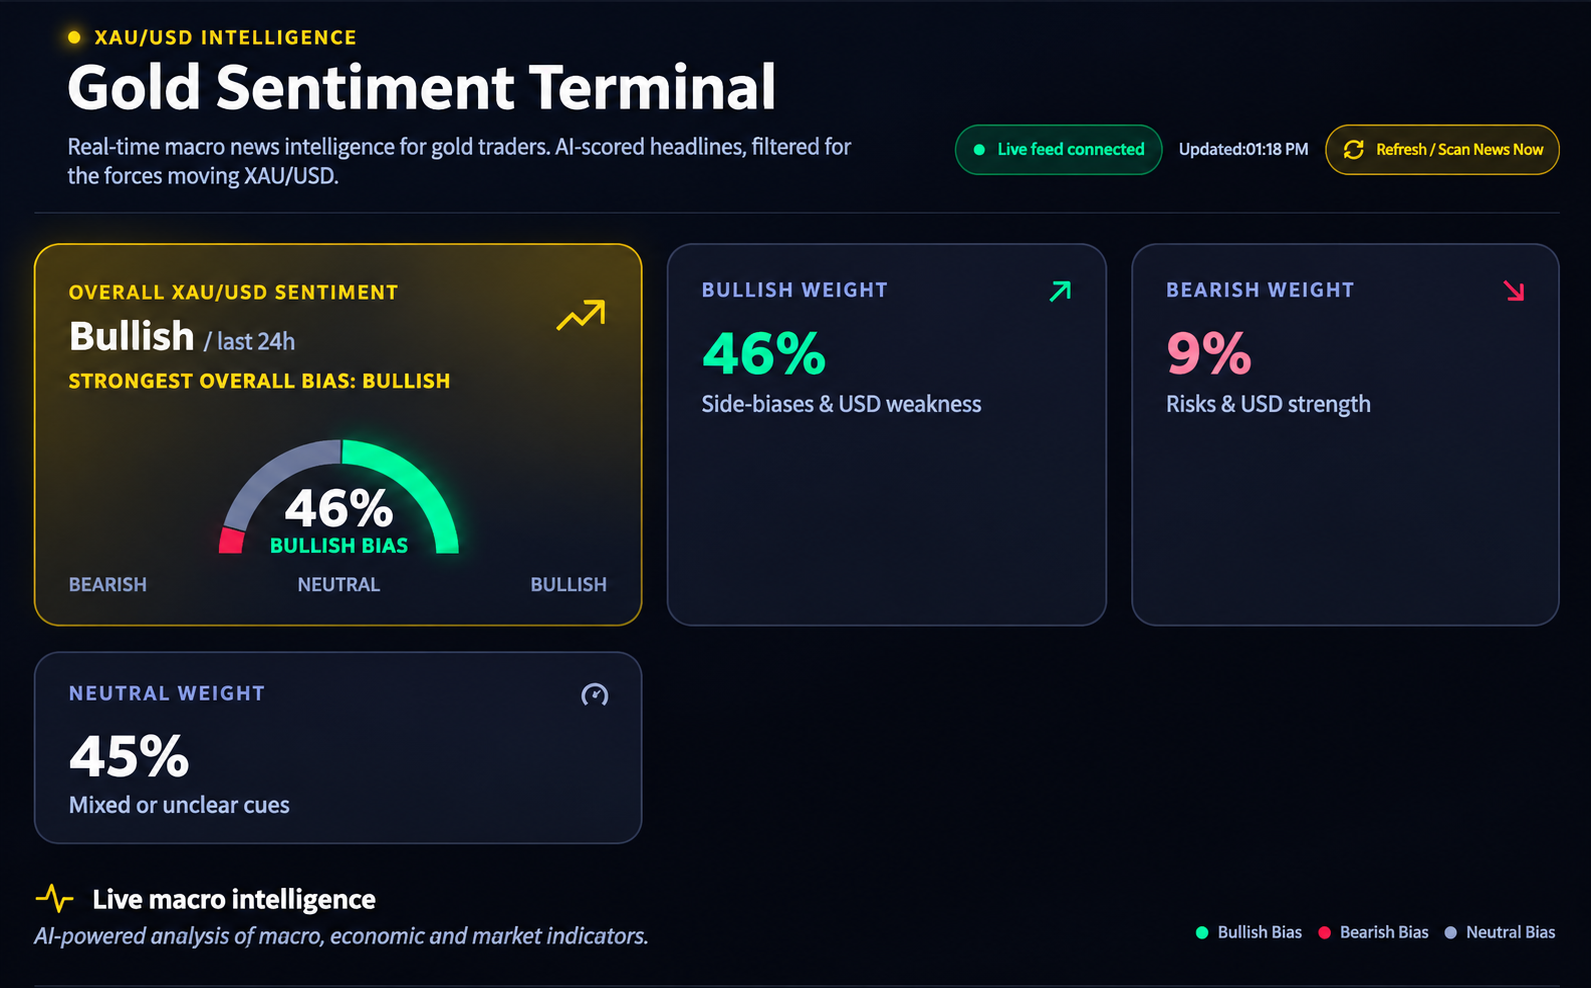 XAU/USD INTELLIGENCE
Gold Sentiment Terminal
Real-time macro news intelligence for gold traders. AI-scored headlines, filtered for
the forces moving XAU/USD.
Live feed connected
Updated:01:18 PM
Refresh / Scan News Now
OVERALL XAU/USD SENTIMENT
Bullish / last 24h
STRONGEST OVERALL BIAS: BULLISH
46%
BULLISH BIAS
BEARISH
NEUTRAL
BULLISH
BULLISH WEIGHT
46%
Side-biases & USD weakness
BEARISH WEIGHT
9%
Risks & USD strength
NEUTRAL WEIGHT
45%
Mixed or unclear cues
Live macro intelligence
AI-powered analysis of macro, economic and market indicators.
Bullish Bias
Bearish Bias
Neutral Bias